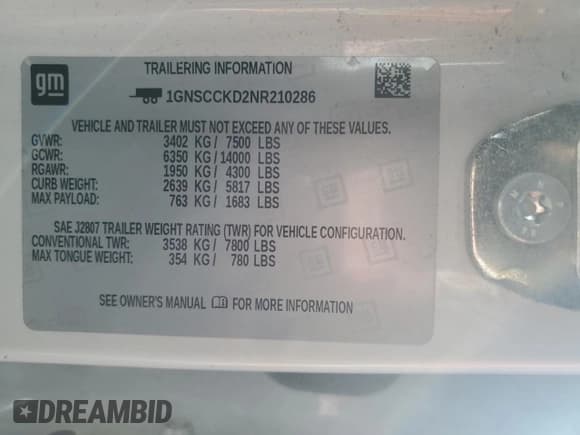 gm
TRAILERING INFORMATION
1GNSCCKD2NR210286
VEHICLE AND TRAILER MUST NOT EXCEED ANY OF THESE VALUES.
GVWR: 3402 KG/ 7500 LBS
GCWR: 6350 KG/ 14000 LBS
RGAWR: 1950 KG/ 4300 LBS
CURB WEIGHT: 2639 KG/ 5817 LBS
MAX PAYLOAD: 763 KG/ 1683 LBS
SAE J2807 TRAILER WEIGHT RATING (TWR) FOR VEHICLE CONFIGURATION.
CONVENTIONAL TWR: 3538 KG/ 7800 LBS
MAX TONGUE WEIGHT: 354 KG/ 780 LBS
SEE OWNER'S MANUAL FOR MORE INFORMATION
DREAMBID